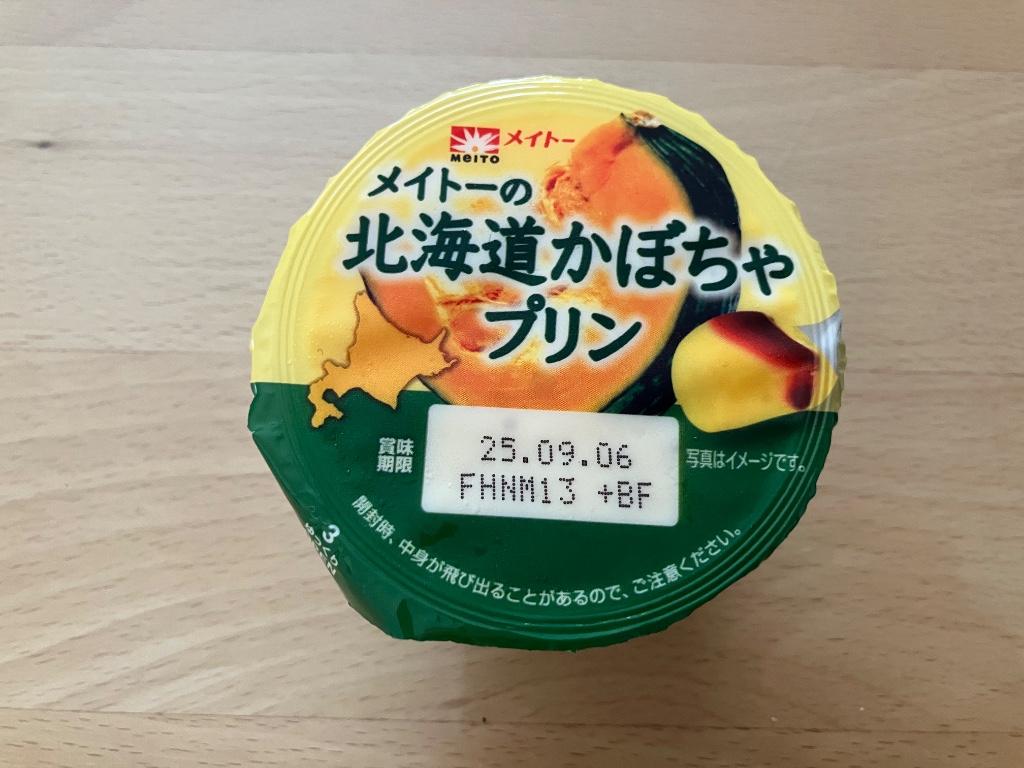 メイトー
MEITO
メイトーの
北海道かぼちゃ
プリン
賞味
期限
25.09.06
FHNM13 +BF
写真はイメージです。
開封時、中身が飛び出ることがあるので、ご注意ください。
3